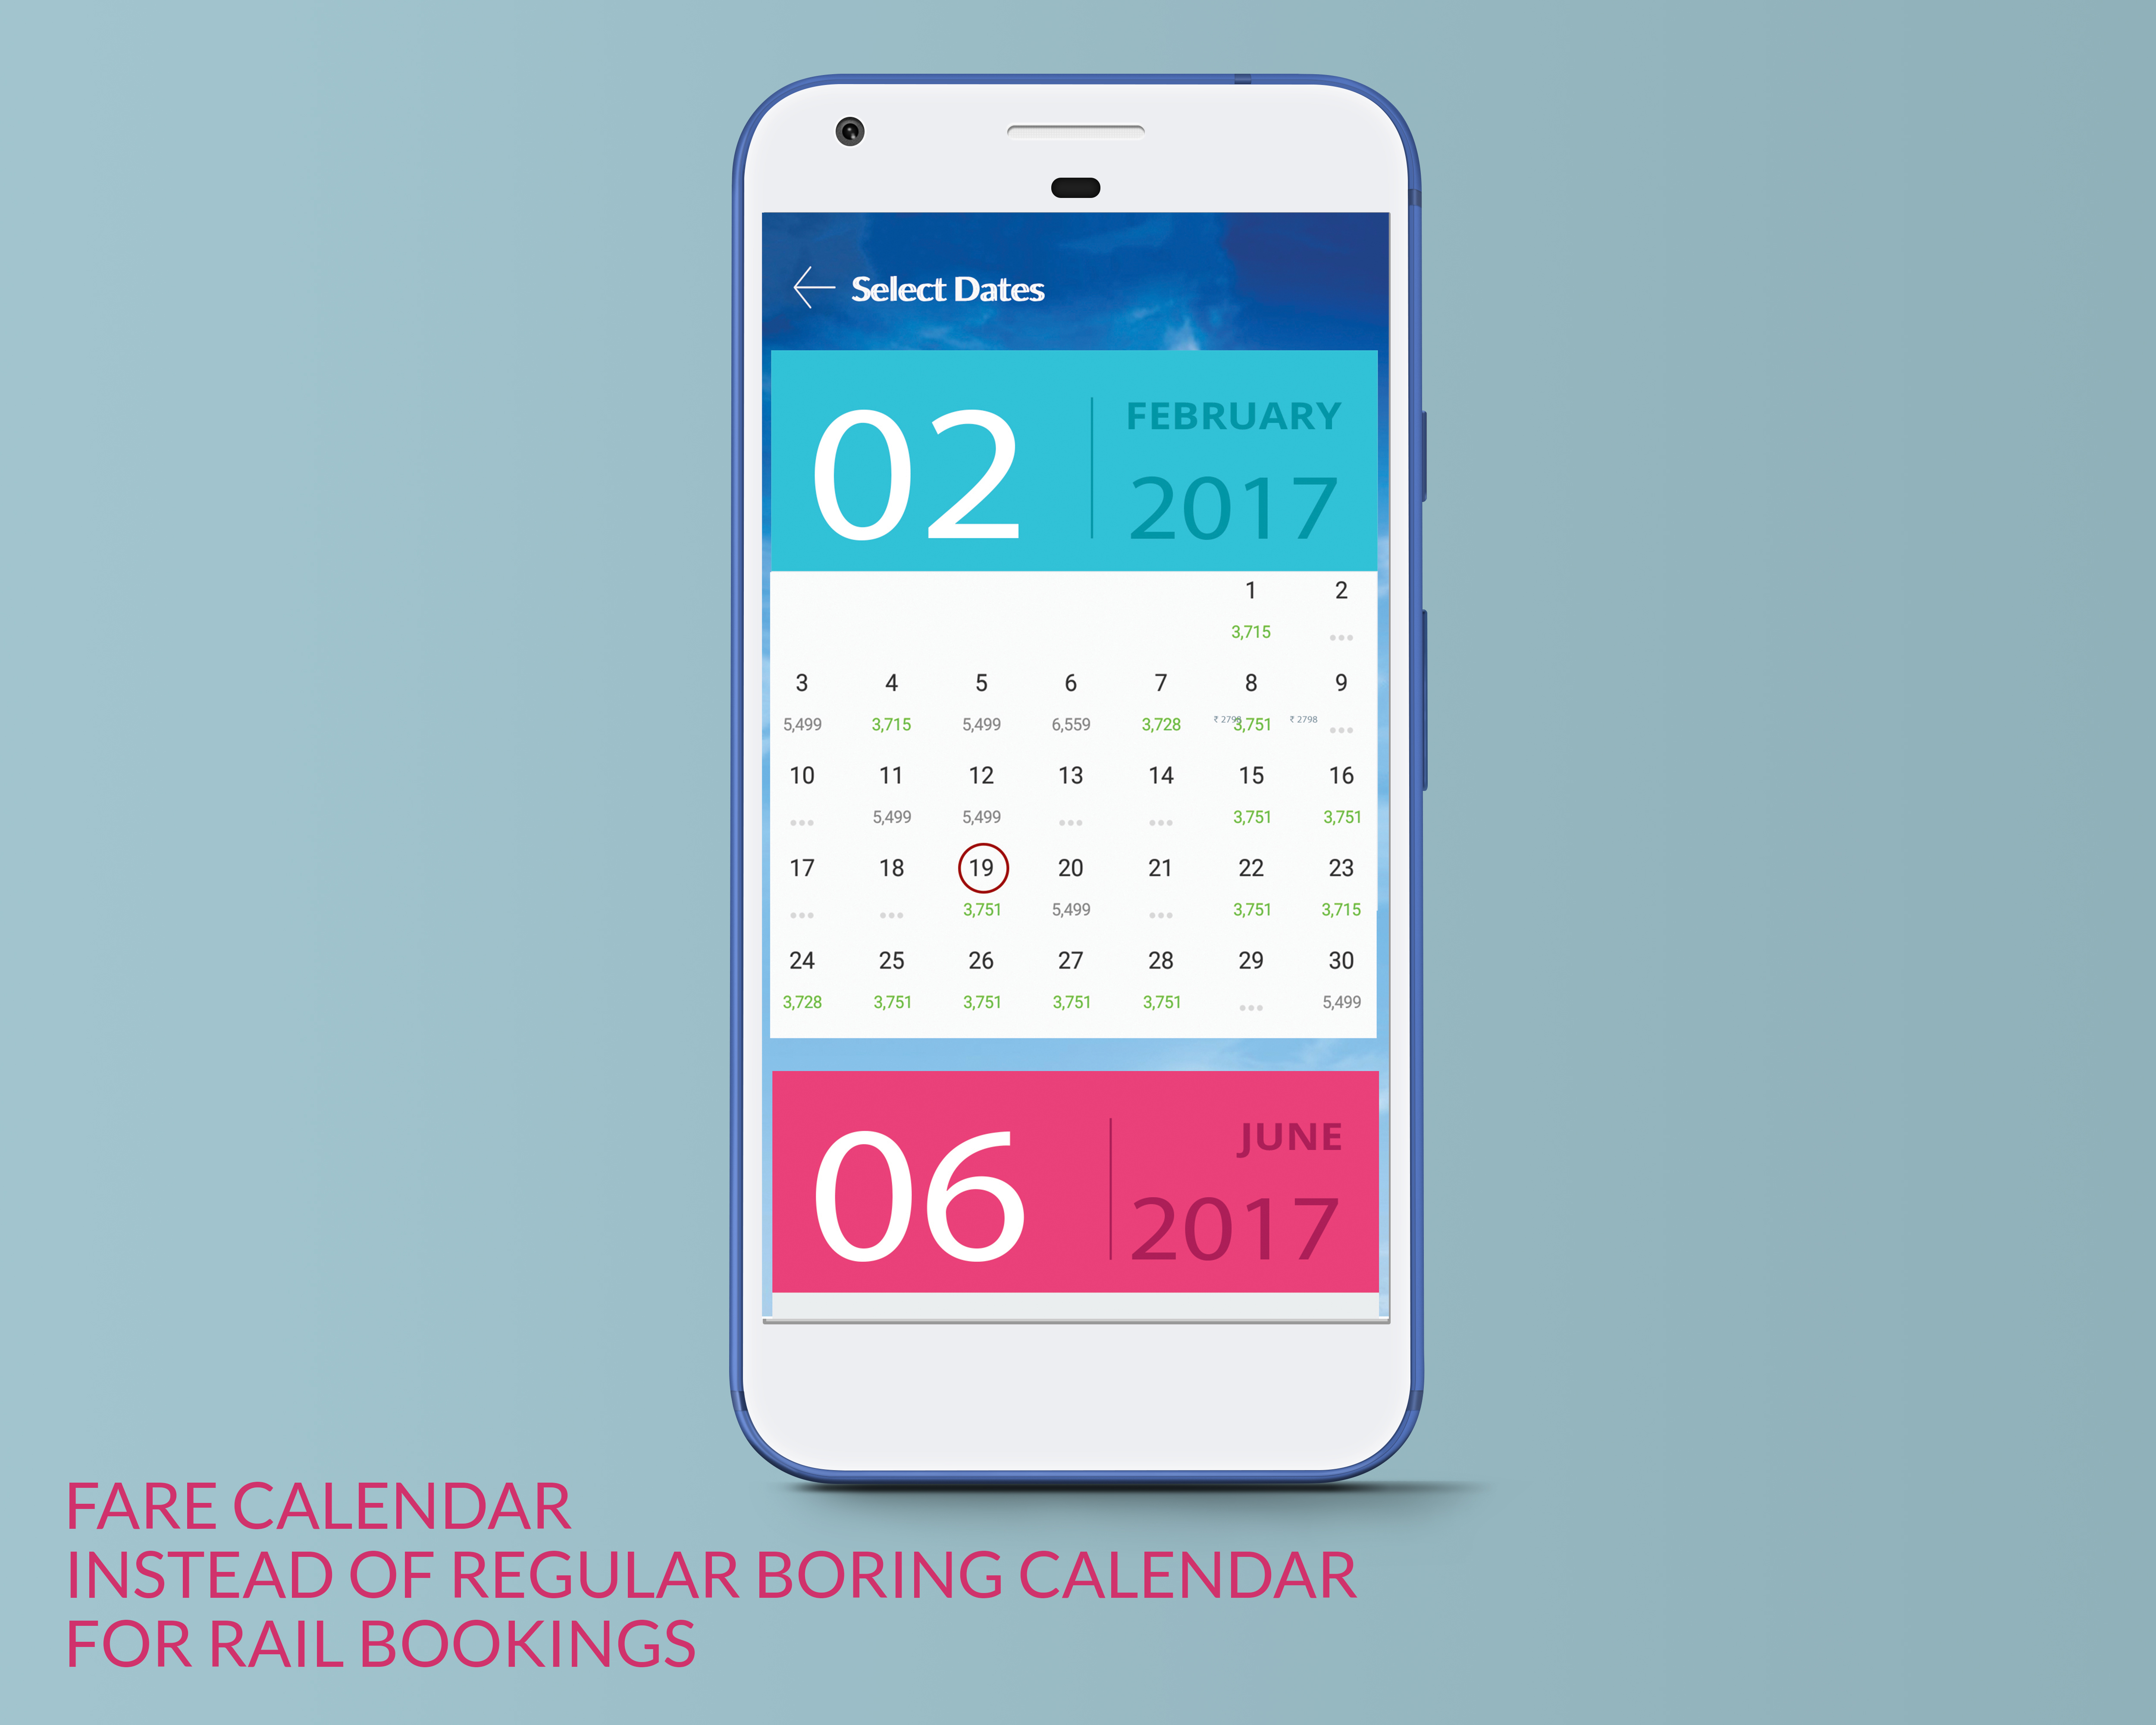 Select Dates
02 FEBRUARY
2017
1 2
3,715 ...
3 4 5 6 7 8 9
5,499 3,715 5,499 6,559 3,728 ₹ 2798 3,751 ₹ 2798 ...
10 11 12 13 14 15 16
... 5,499 5,499 ... ... 3,751 3,751
17 18 19 20 21 22 23
... ... 3,751 5,499 ... 3,751 3,715
24 25 26 27 28 29 30
3,728 3,751 3,751 3,751 3,751 ... 5,499
06 JUNE
2017
FARE CALENDAR
INSTEAD OF REGULAR BORING CALENDAR
FOR RAIL BOOKINGS